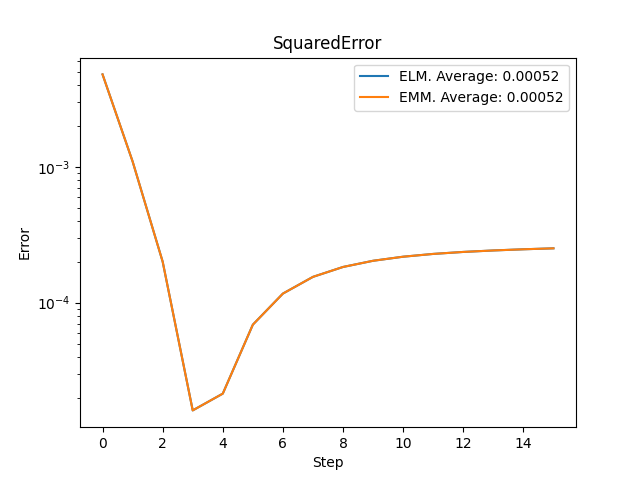 SquaredError
ELM. Average: 0.00052
EMM. Average: 0.00052
Error
10⁻³
10⁻⁴
0 2 4 6 8 10 12 14
Step